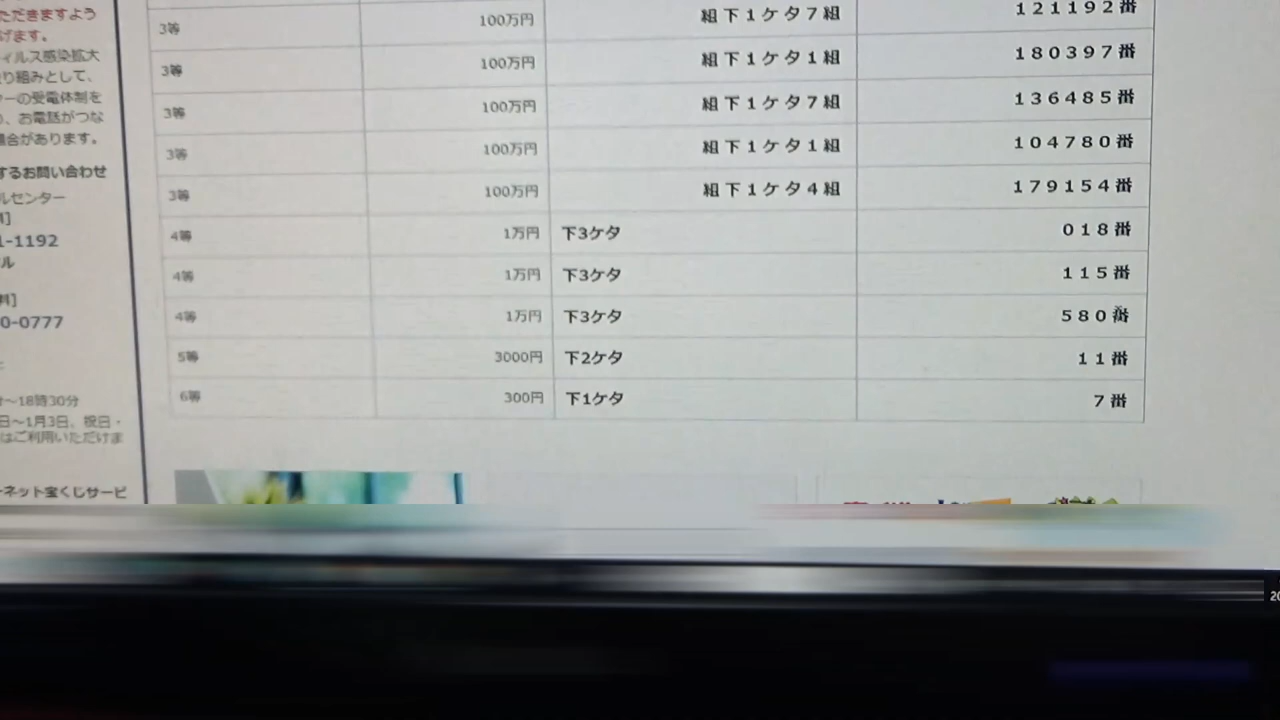 ただきますよう
げます。
ィルス感染拡大
り組みとして、
ーの受電体制を
、お電話がつな
場合があります。
するお問い合わせ
ルセンター
1-1192
ル
料]
0-0777
～18時30分
日～1月3日、祝日・
はご利用いただけま
ーネット宝くじサービ
3等 100万円 組下1ケタ7組 121192番
3等 100万円 組下1ケタ1組 180397番
3等 100万円 組下1ケタ7組 136485番
3等 100万円 組下1ケタ1組 104780番
3等 100万円 組下1ケタ4組 179154番
4等 1万円 下3ケタ 018番
4等 1万円 下3ケタ 115番
4等 1万円 下3ケタ 580番
5等 3000円 下2ケタ 11番
6等 300円 下1ケタ 7番
20